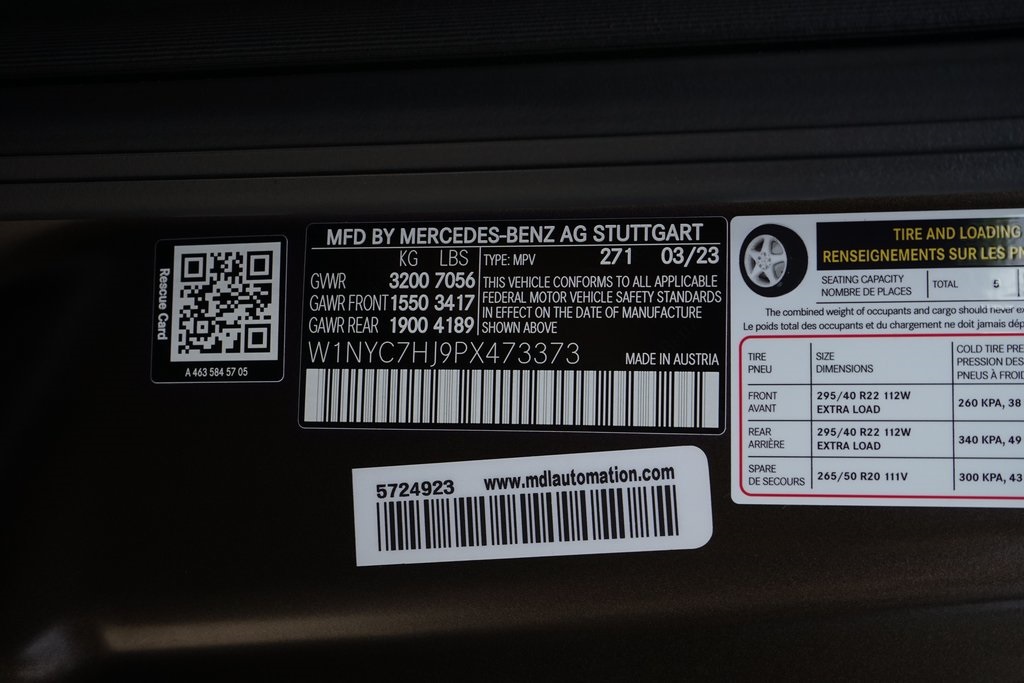 Rescue Card
A 463 584 57 05
MFD BY MERCEDES-BENZ AG STUTTGART
KG LBS
GVWR 3200 7056
GAWR FRONT 1550 3417
GAWR REAR 1900 4189
TYPE: MPV 271 03/23
THIS VEHICLE CONFORMS TO ALL APPLICABLE
FEDERAL MOTOR VEHICLE SAFETY STANDARDS
IN EFFECT ON THE DATE OF MANUFACTURE
SHOWN ABOVE
W1NYC7HJ9PX473373
MADE IN AUSTRIA
5724923 www.mdlautomation.com
TIRE AND LOADING
RENSEIGNEMENTS SUR LES
SEATING CAPACITY
NOMBRE DE PLACES
TOTAL 5
The combined weight of occupants and cargo should never
Le poids total des occupants et du chargement ne doit jamais
TIRE
PNEU
SIZE
DIMENSIONS
COLD TIRE
PRESSION
PNEUS À
FRONT
AVANT
295/40 R22 112W
EXTRA LOAD
260 KPA, 38
REAR
ARRIÈRE
295/40 R22 112W
EXTRA LOAD
340 KPA, 49
SPARE
DE SECOURS
265/50 R20 111V
300 KPA, 43